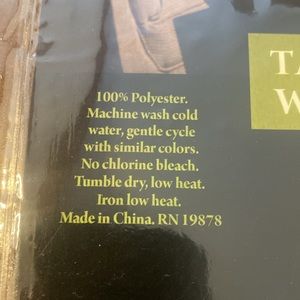 100% Polyester.
Machine wash cold
water, gentle cycle
with similar colors.
No chlorine bleach.
Tumble dry, low heat.
Iron low heat.
Made in China. RN 19878